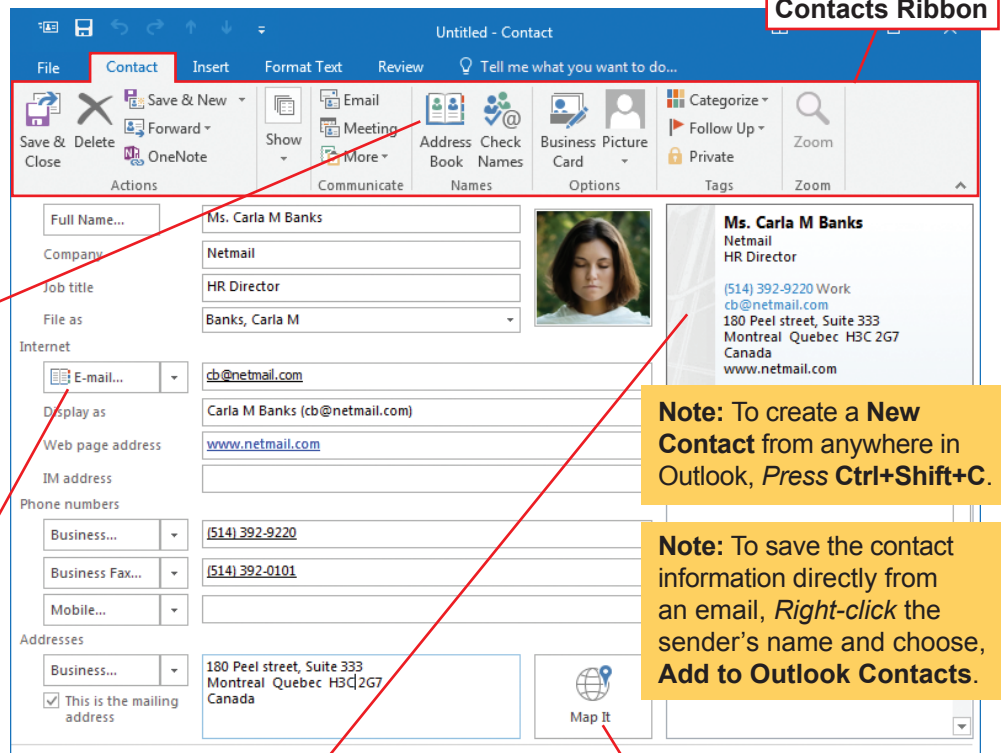 Contacts Ribbon
Untitled - Contact
File Contact Insert Format Text Review Tell me what you want to do...
Save & Close
Delete
Save & New
Forward
OneNote
Actions
Show
Email
Meeting
More
Communicate
Address Book
Check Names
Names
Business Card
Picture
Options
Categorize
Follow Up
Private
Tags
Zoom
Zoom
Full Name... Ms. Carla M Banks
Company Netmail
Job title HR Director
File as Banks, Carla M
Internet
E-mail... cb@netmail.com
Display as Carla M Banks (cb@netmail.com)
Web page address www.netmail.com
IM address
Phone numbers
Business... (514) 392-9220
Business Fax... (514) 392-0101
Mobile...
Addresses
Business... 180 Peel street, Suite 333
Montreal Quebec H3C 2G7
Canada
This is the mailing
address
Map It
Ms. Carla M Banks
Netmail
HR Director
(514) 392-9220 Work
cb@netmail.com
180 Peel street, Suite 333
Montreal Quebec H3C 2G7
Canada
www.netmail.com
Note: To create a New
Contact from anywhere in
Outlook, Press Ctrl+Shift+C.
Note: To save the contact
information directly from
an email, Right-click the
sender's name and choose,
Add to Outlook Contacts.